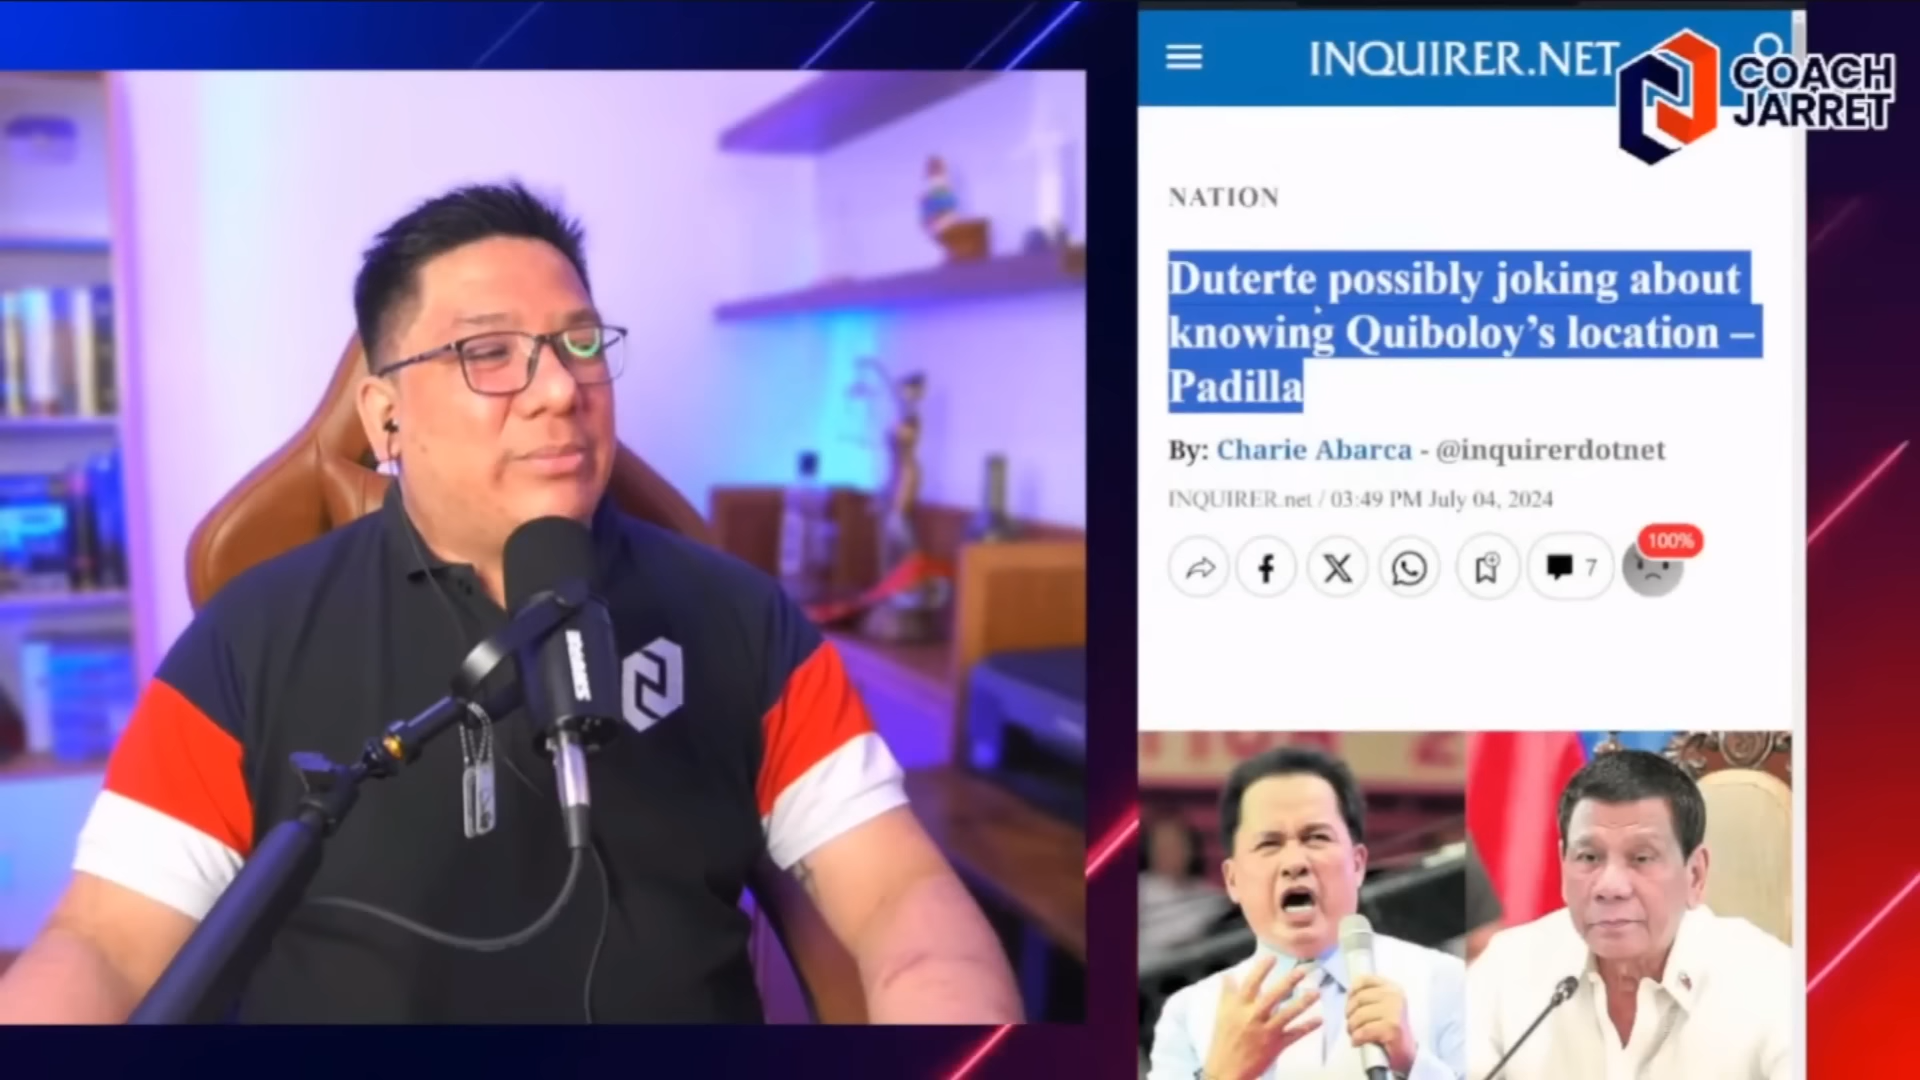 INQUIRER.NET
COACH
JARRET
NATION
Duterte possibly joking about
knowing Quiboloy's location –
Padilla
By: Charie Abarca - @inquirerdotnet
INQUIRER.net / 03:49 PM July 04, 2024
7
100%